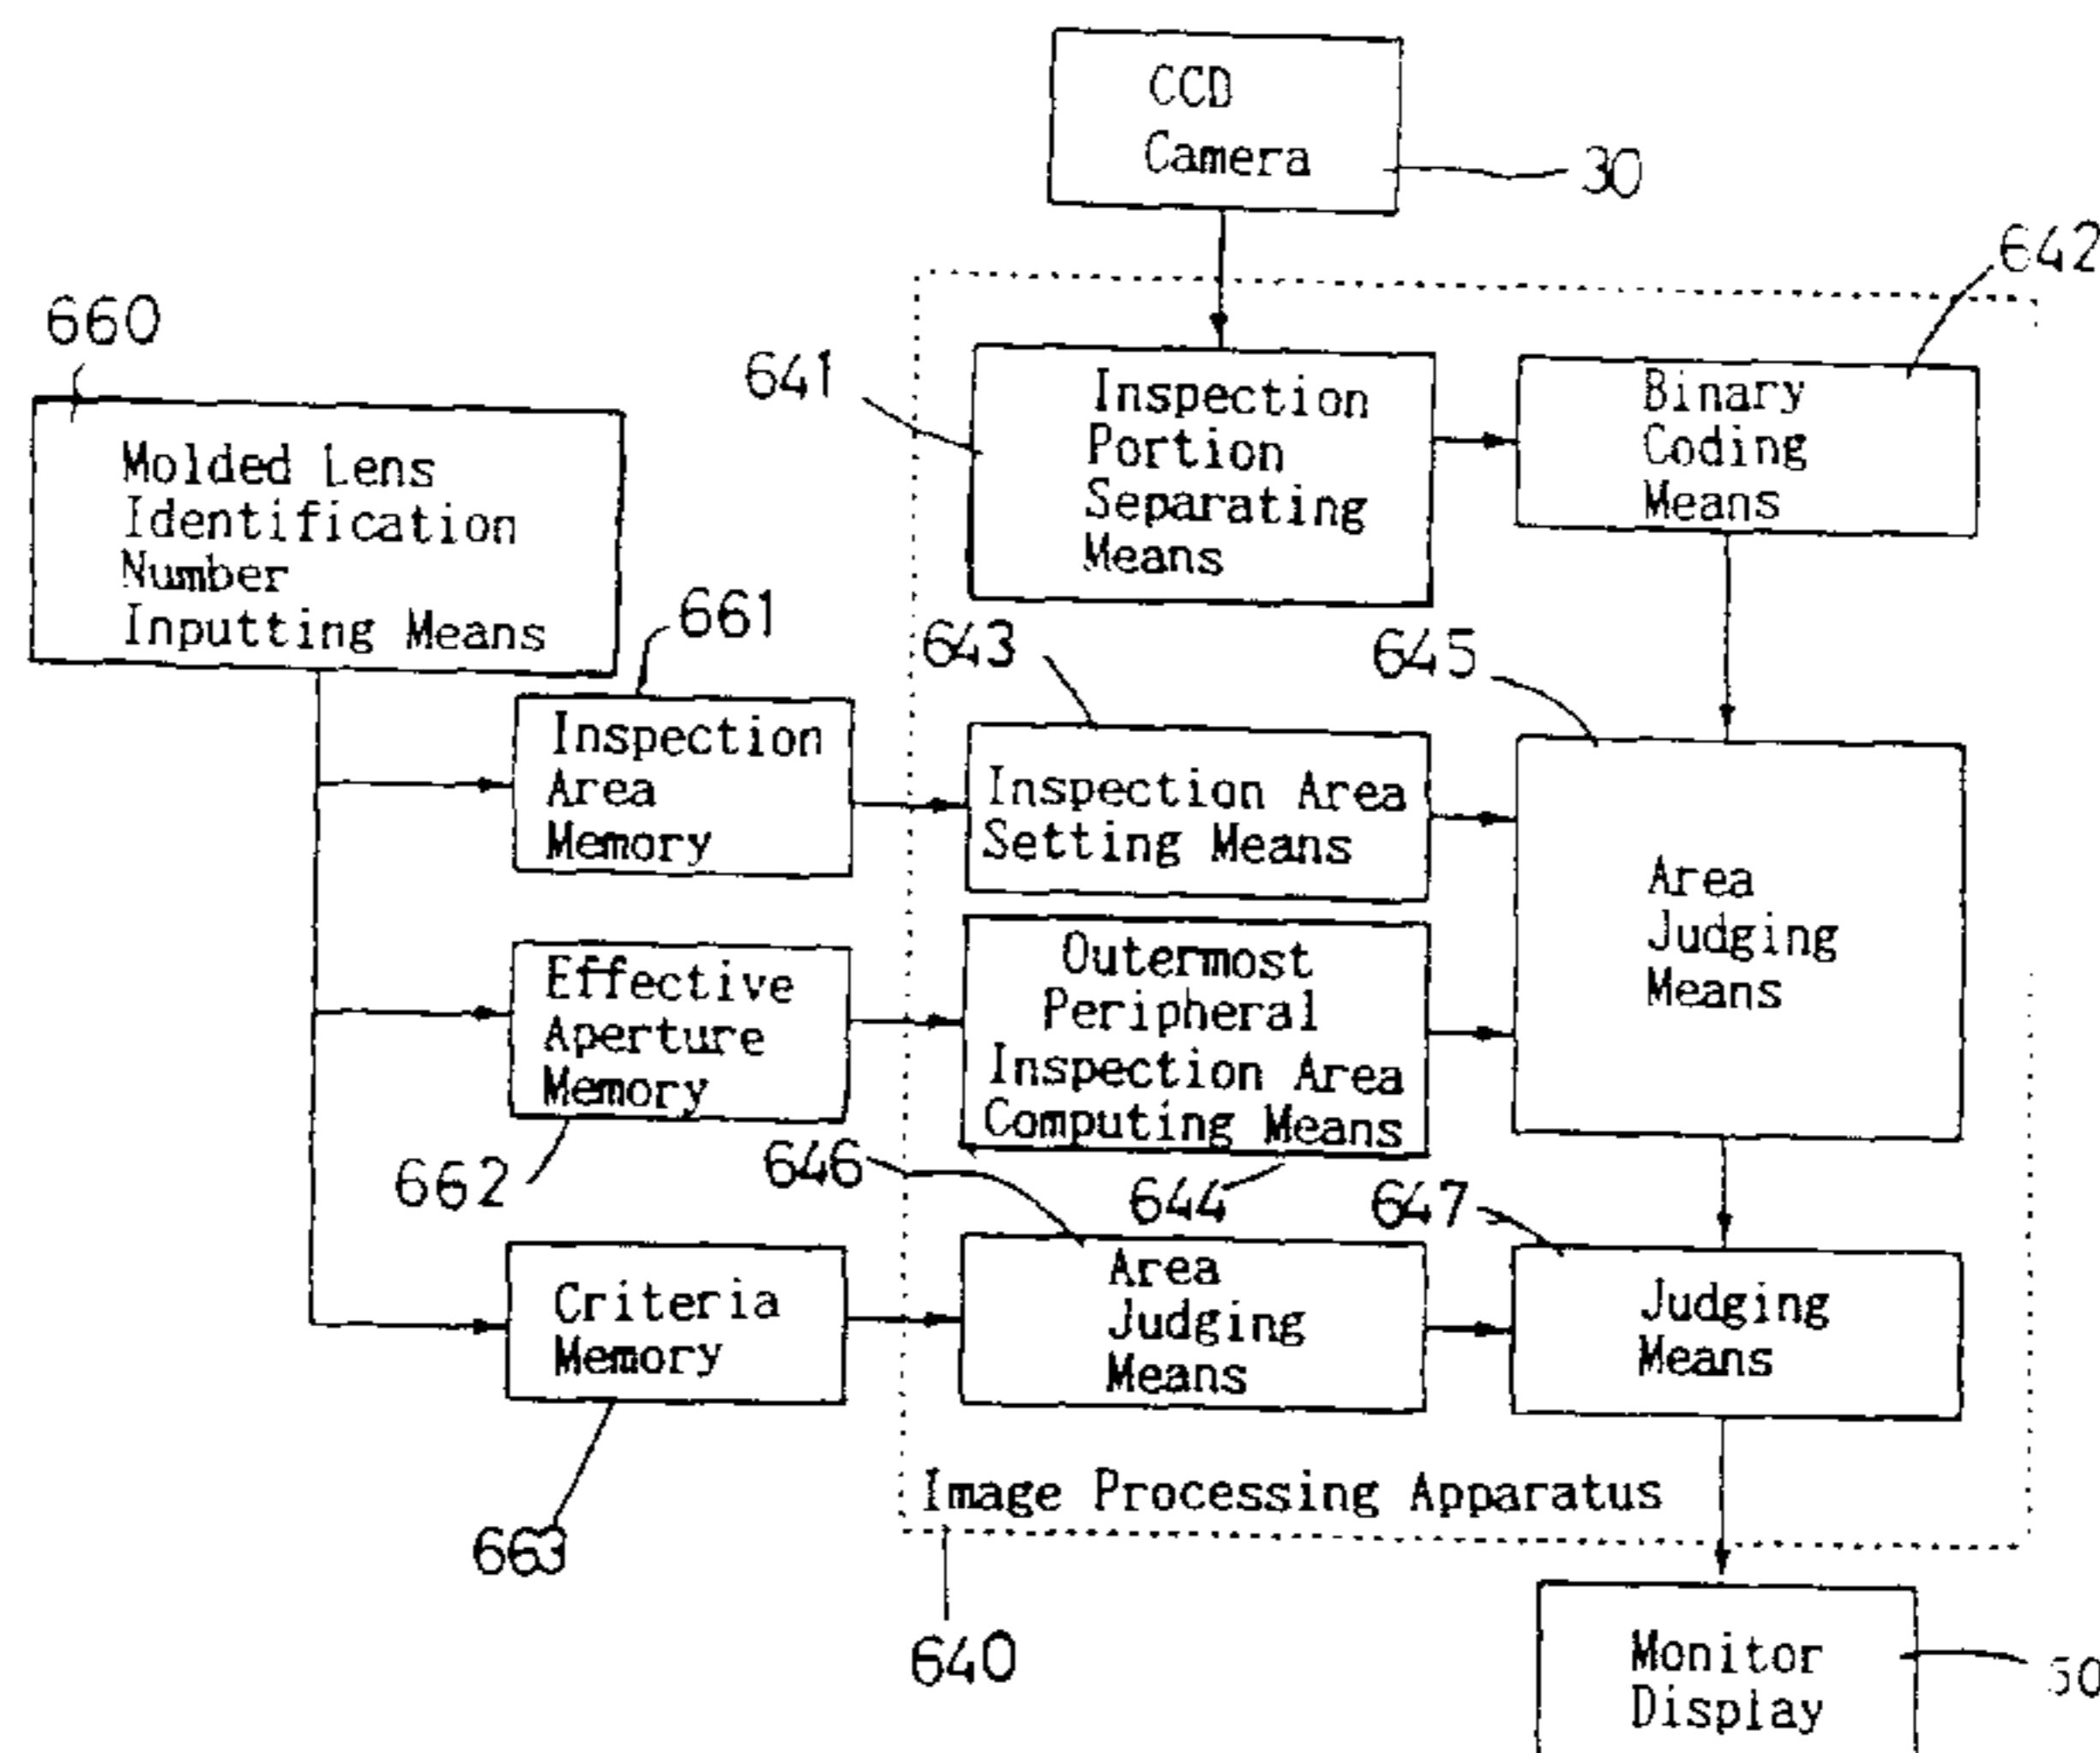 CCD
Camera
30
642
660
641
Inspection
Portion
Separating
Means
Binary
Coding
Means
Molded Lens
Identification
Number
Inputting Means
661
643
645
Inspection
Area
Memory
Inspection Area
Setting Means
Area
Judging
Means
Effective
Aperture
Memory
Outermost
Peripheral
Inspection Area
Computing Means
662
646
644
647
Criteria
Memory
Area
Judging
Means
Judging
Means
663
Image Processing Apparatus
640
Monitor
Display